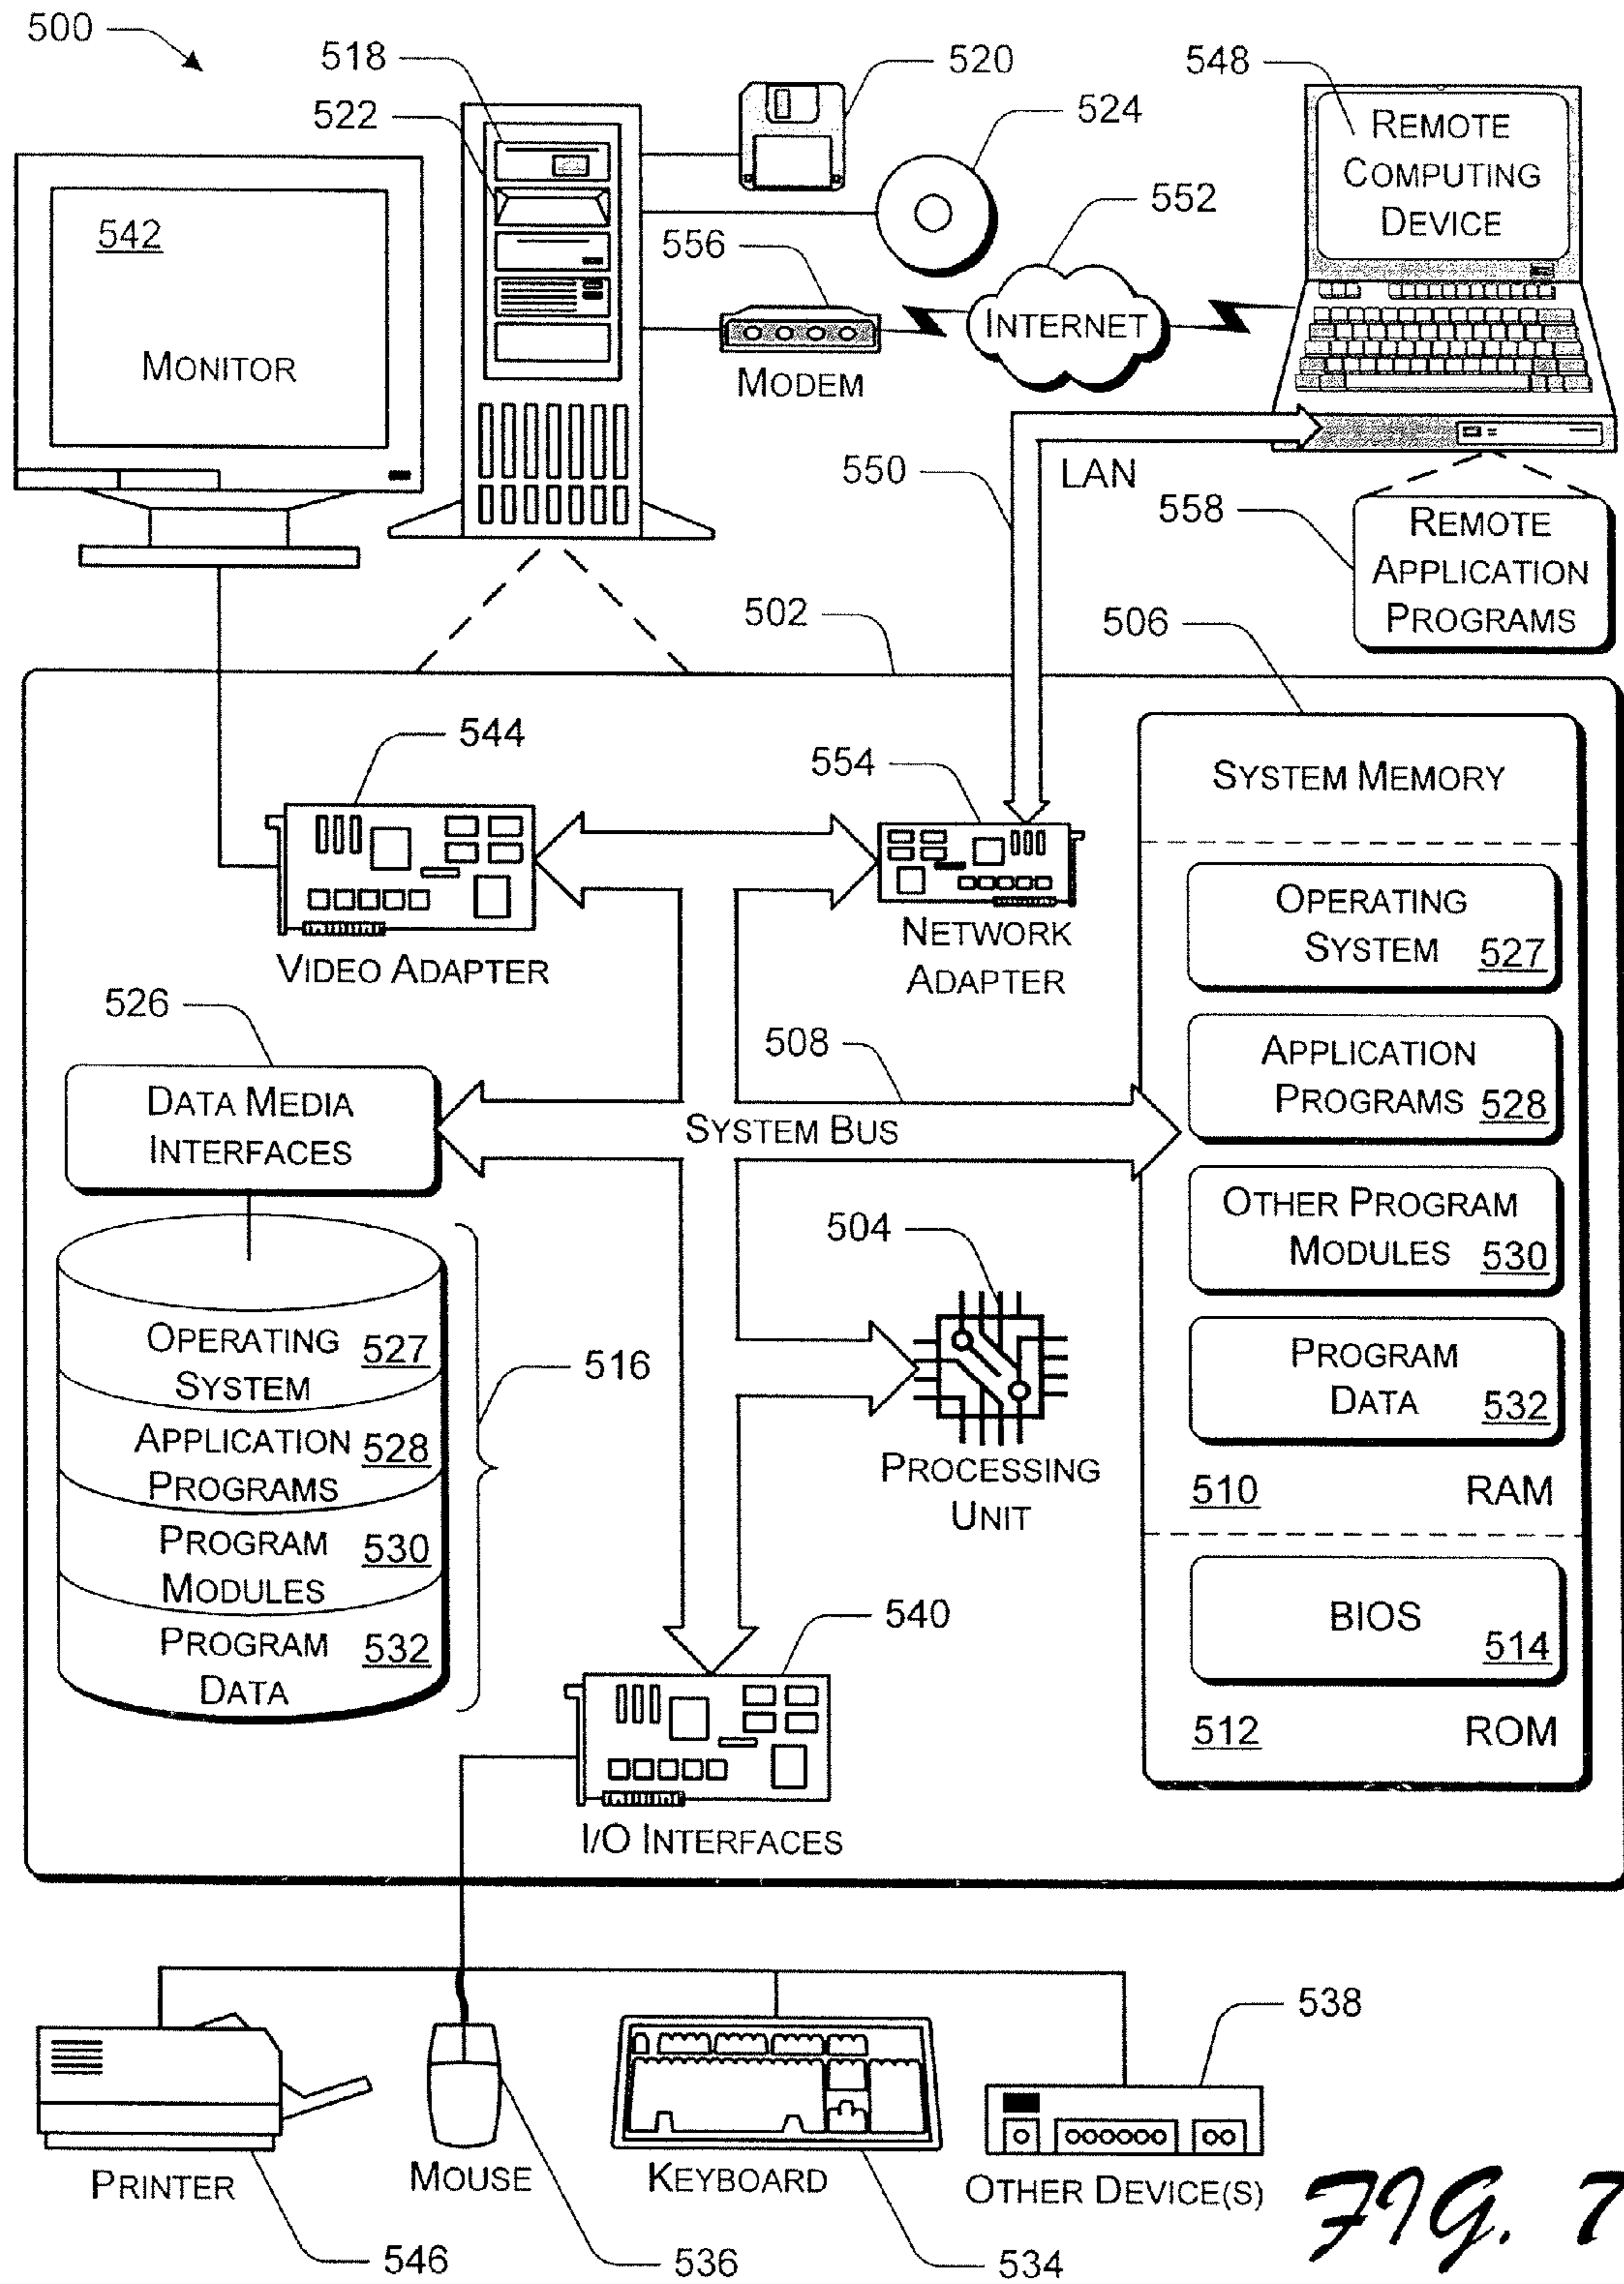 500
518
520
548
522
524
REMOTE
COMPUTING
DEVICE
552
542
556
INTERNET
MONITOR
MODEM
550
LAN
558
REMOTE
APPLICATION
PROGRAMS
502
506
544
554
SYSTEM MEMORY
VIDEO ADAPTER
NETWORK
ADAPTER
OPERATING
SYSTEM 527
526
508
APPLICATION
PROGRAMS 528
DATA MEDIA
INTERFACES
SYSTEM BUS
OTHER PROGRAM
MODULES 530
504
OPERATING
SYSTEM 527
516
PROGRAM
DATA 532
APPLICATION
PROGRAMS 528
PROCESSING
UNIT
510 RAM
PROGRAM
MODULES 530
BIOS
514
540
PROGRAM
DATA 532
512 ROM
I/O INTERFACES
538
PRINTER
MOUSE
KEYBOARD
OTHER DEVICE(S)
546
536
534
FIG. 7